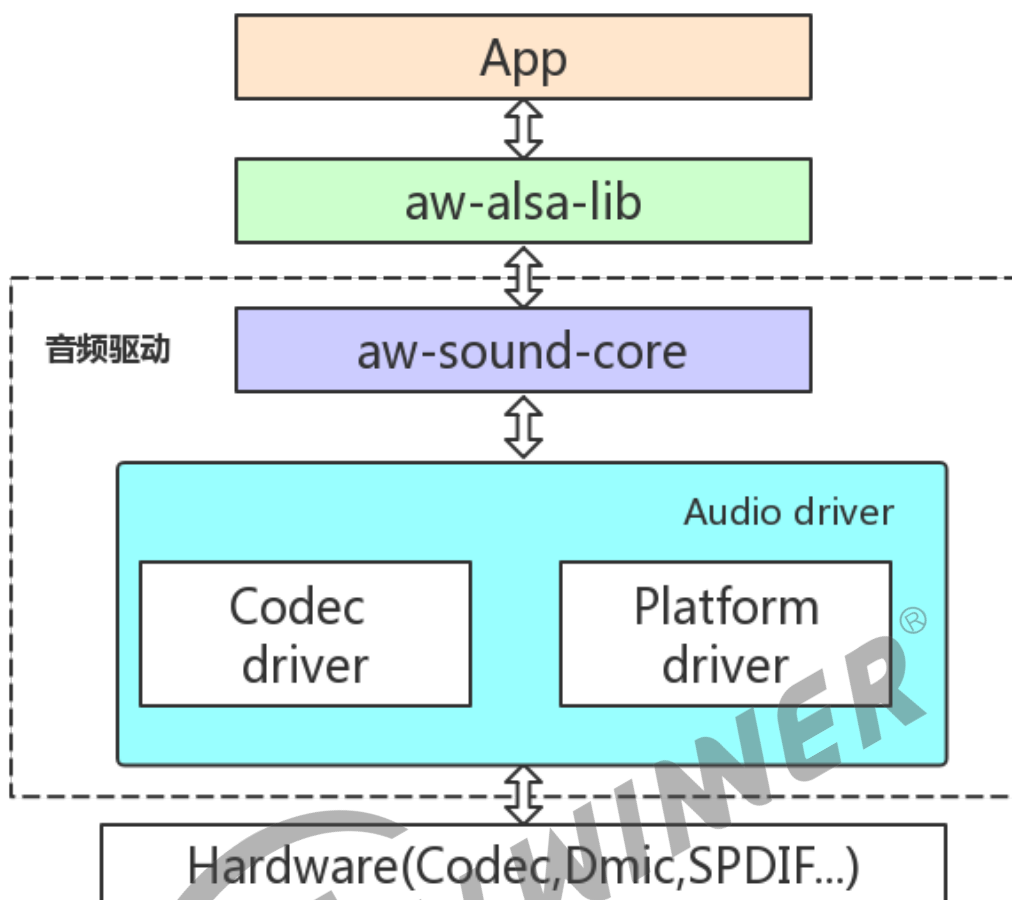 App
aw-alsa-lib
音频驱动
aw-sound-core
Audio driver
Codec
driver
Platform
driver
®
Hardware(Codec,Dmic,SPDIF...)